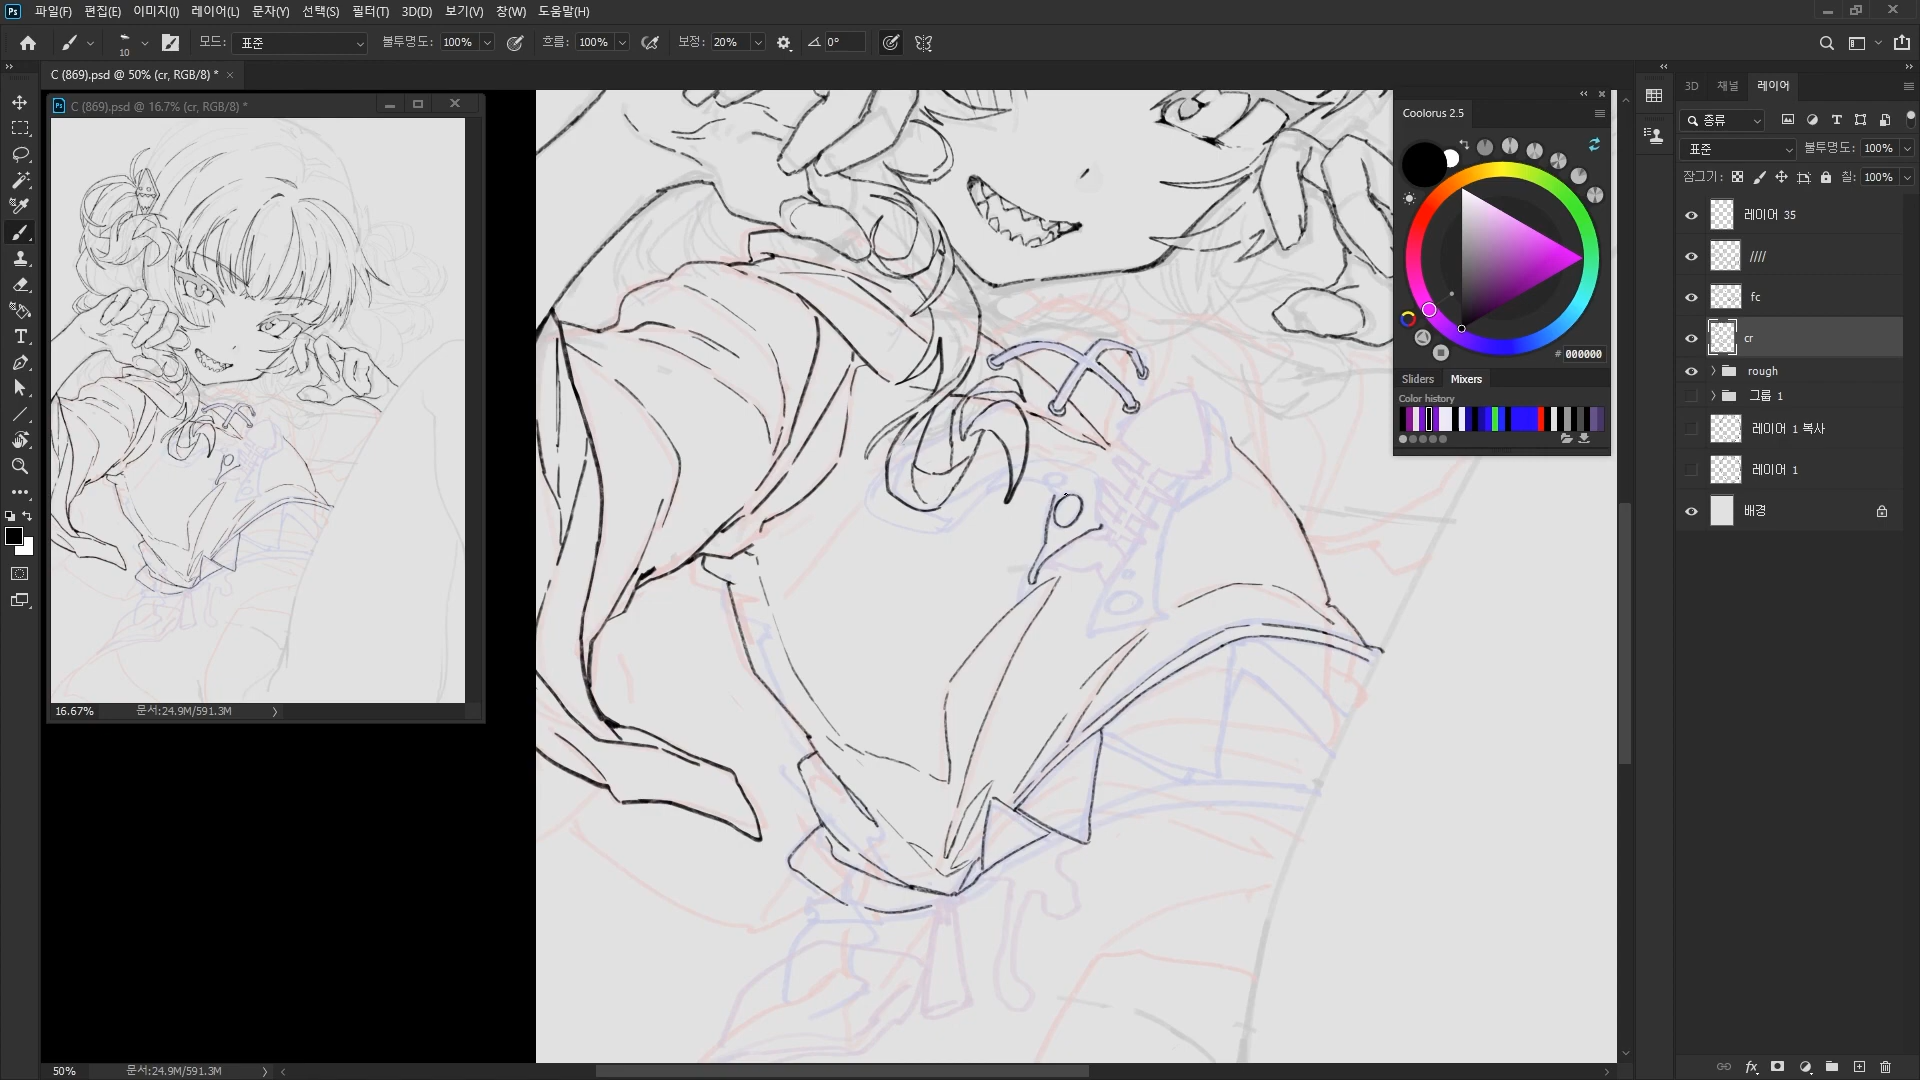 Ps 파일(F) 편집(E) 이미지(I) 레이어(L) 문자(Y) 선택(S) 필터(T) 3D(D) 보기(V) 창(W) 도움말(H)
10 모드: 표준 불투명도: 100% 흐름: 100% 보정: 20% 0°
C (869).psd @ 50% (cr, RGB/8) *
Ps C (869).psd @ 16.7% (cr, RGB/8) *
16.67% 문서:24.9M/591.3M
Coolorus 2.5
# 000000
Sliders Mixers
Color history
3D 채널 레이어
종류
표준 불투명도: 100%
잠그기: 칠: 100%
레이어 35
////
fc
cr
rough
그룹 1
레이어 1 복사
레이어 1
배경
fx
50% 문서:24.9M/591.3M